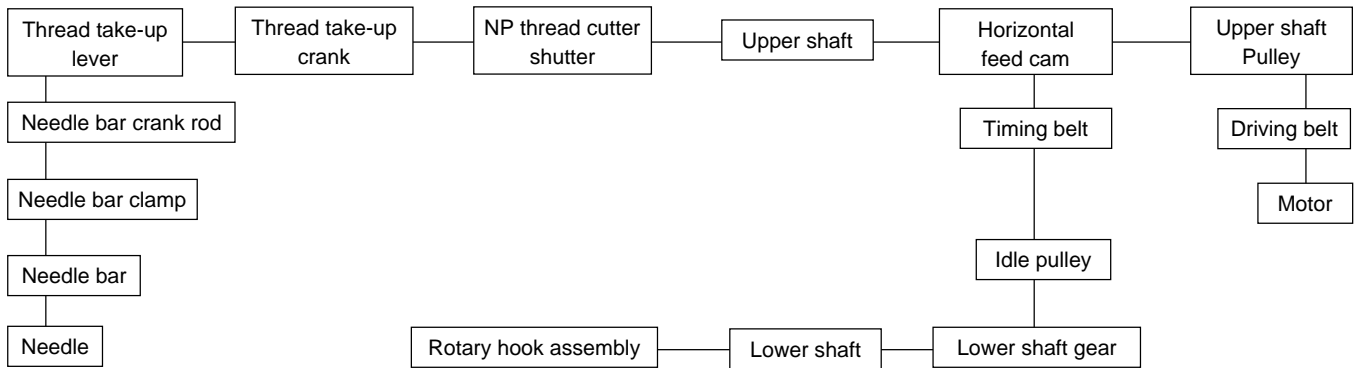 Thread take-up
lever
Thread take-up
crank
NP thread cutter
shutter
Upper shaft
Horizontal
feed cam
Upper shaft
Pulley
Needle bar crank rod
Timing belt
Driving belt
Needle bar clamp
Motor
Needle bar
Idle pulley
Needle
Rotary hook assembly
Lower shaft
Lower shaft gear